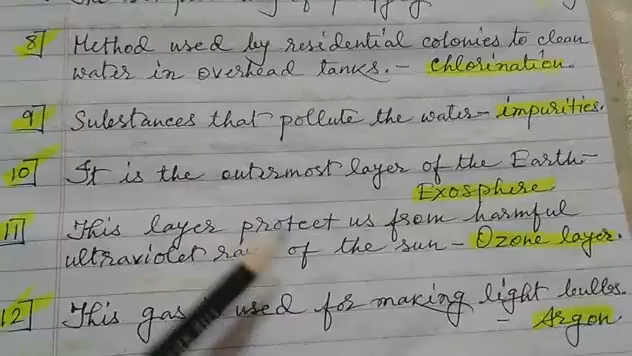 8] Method used by residential colonies to clean
water in overhead tanks. - Chlorination.
9] Substances that pollute the water - impurities.
10] It is the outermost layer of the Earth -
Exosphere
11] This layer protect us from harmful
ultraviolet of the sun - Ozone layer.
12] This gas used for making light bulbs.
- Argon.